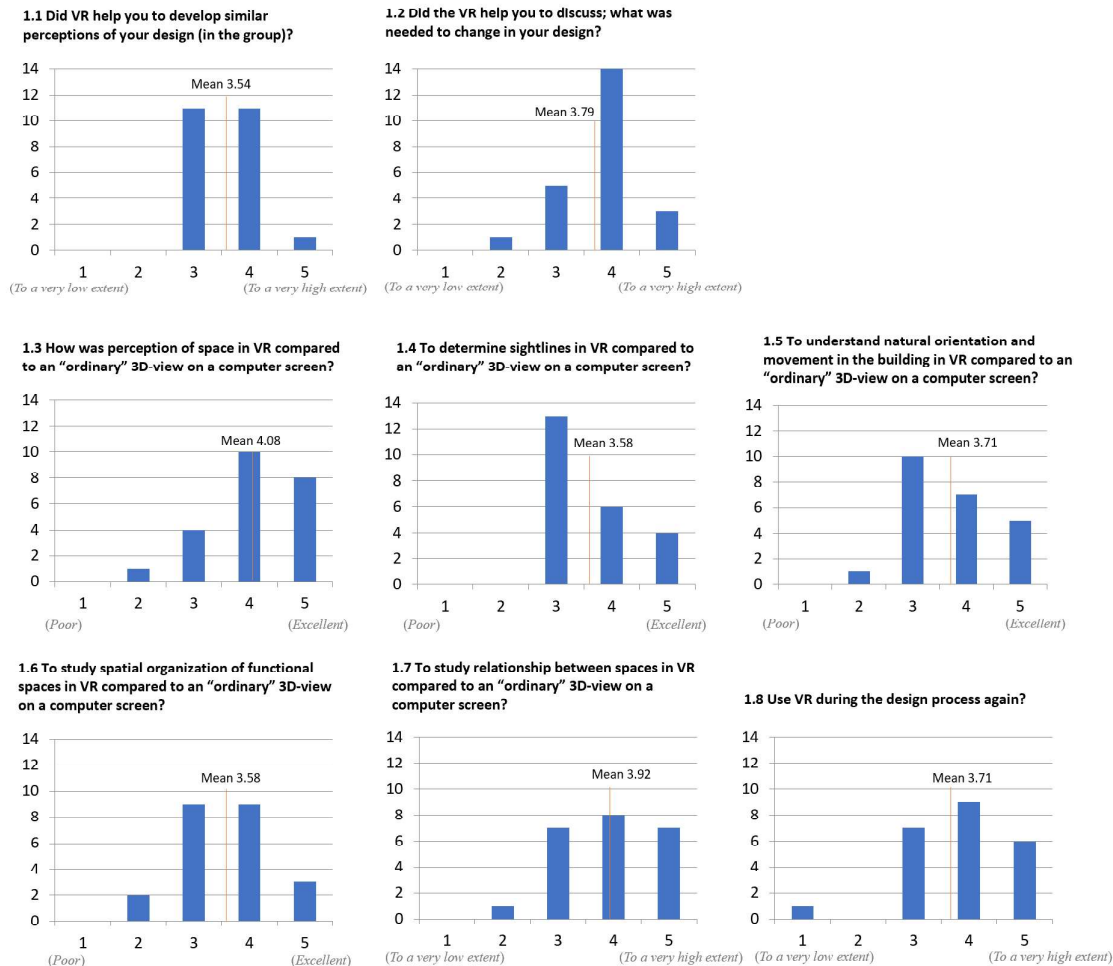 1.1 Did VR help you to develop similar
perceptions of your design (in the group)?
14
12
10
8
6
4
2
0
Mean 3.54
1 2 3 4 5
(To a very low extent) (To a very high extent)
1.2 Did the VR help you to discuss; what was
needed to change in your design?
14
12
10
8
6
4
2
0
Mean 3.79
1 2 3 4 5
(To a very low extent) (To a very high extent)
1.3 How was perception of space in VR compared
to an “ordinary” 3D-view on a computer screen?
14
12
10
8
6
4
2
0
Mean 4.08
1 2 3 4 5
(Poor) (Excellent)
1.4 To determine sightlines in VR compared to
an “ordinary” 3D-view on a computer screen?
14
12
10
8
6
4
2
0
Mean 3.58
1 2 3 4 5
(Poor) (Excellent)
1.5 To understand natural orientation and
movement in the building in VR compared to an
“ordinary” 3D-view on a computer screen?
14
12
10
8
6
4
2
0
Mean 3.71
1 2 3 4 5
(Poor) (Excellent)
1.6 To study spatial organization of functional
spaces in VR compared to an “ordinary” 3D-view
on a computer screen?
14
12
10
8
6
4
2
0
Mean 3.58
1 2 3 4 5
(Poor) (Excellent)
1.7 To study relationship between spaces in VR
compared to an “ordinary” 3D-view on a
computer screen?
14
12
10
8
6
4
2
0
Mean 3.92
1 2 3 4 5
(To a very low extent) (To a very high extent)
1.8 Use VR during the design process again?
14
12
10
8
6
4
2
0
Mean 3.71
1 2 3 4 5
(To a very low extent) (To a very high extent)